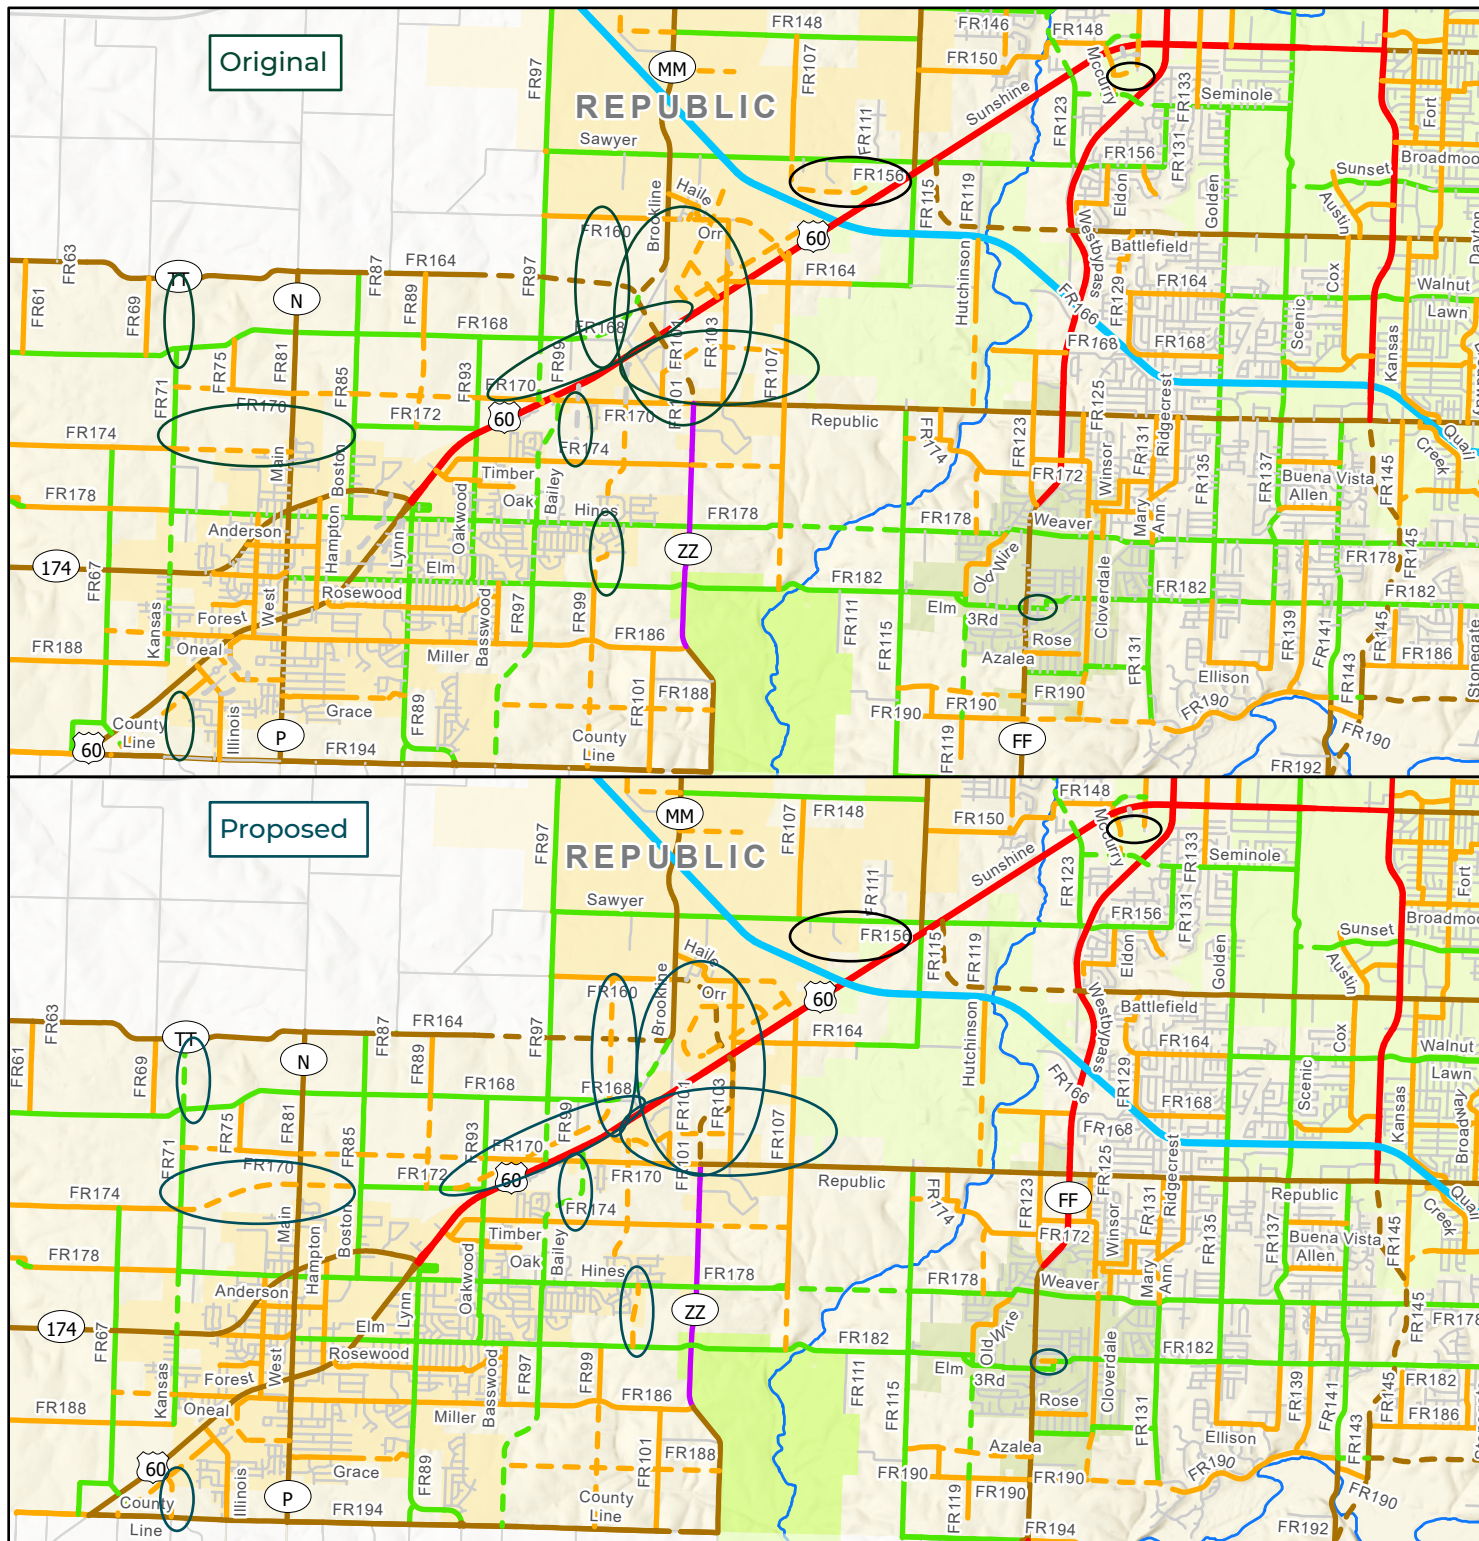 Original
FR148
FR146
FR148
FR97
MM
FR107
FR150
Mccurry
REPUBLIC
Sunshine
FR123
FR133
Seminole
Fort
Sawyer
FR111
FR156
FR131
Broadmoo
FR156
Sunset
FR115
FR119
Eldon
Golden
Austin
Brookline
Haile
Orr
FR160
60
Westbypass
Battlefield
Dayton
FR63
TT
FR87
FR164
FR97
FR164
Hutchinson
FR129
FR164
Cox
Walnut
FR61
FR69
N
FR89
FR166
Scenic
Lawn
FR168
FR168
FR101
FR103
FR168
FR168
Kansas
FR75
FR81
FR99
FR107
FR71
FR85
FR93
FR170
FR125
Ridgecrest
FR170
FR172
60
FR170
FR101
Republic
FR174
FR123
FR131
Quail
Creek
FR174
Main
Boston
FR174
Timber
Bailey
FR172
Winsor
Mary
Ann
FR135
FR137
Buena Vista
Allen
FR145
FR178
Oakwood
Oak
Hines
FR178
FR178
Weaver
Anderson
Hampton
Lynn
ZZ
FR178
FR145
174
FR67
Elm
Old Wire
Cloverdale
FR182
FR182
FR182
West
Rosewood
Basswood
FR97
FR99
FR111
Elm
3Rd
Forest
FR186
FR115
Rose
FR139
FR141
FR145
Kansas
Oneal
FR188
Miller
Azalea
FR131
FR186
Ellison
FR143
Stonegate
FR101
FR188
FR190
FR190
Grace
FR89
FR190
FR190
County
Line
Illinois
60
P
FR194
County
Line
FR119
FF
FR190
FR192
Proposed
FR148
FR148
FR97
MM
FR107
FR150
Mccurry
REPUBLIC
Sunshine
FR123
FR133
Seminole
Fort
Sawyer
FR111
FR156
FR131
Broadmoo
FR156
Sunset
FR115
FR119
Eldon
Golden
Austin
Brookline
Haile
Orr
FR160
60
Westbypass
Battlefield
FR63
TT
FR87
FR164
FR97
FR164
Hutchinson
FR129
FR164
Cox
Walnut
FR61
FR69
N
FR89
FR166
Scenic
Lawn
FR168
FR168
FR101
FR103
FR168
FR168
Kansas
Broadway
FR75
FR81
FR99
FR107
FR71
FR85
FR93
FR170
FR125
Ridgecrest
FR170
FR172
60
FR170
FR101
Republic
FR174
FR123
FF
FR131
Republic
Quail
Creek
FR174
Main
Boston
FR174
Timber
Bailey
FR172
Winsor
Mary
Ann
FR135
FR137
Buena Vista
Allen
FR145
FR178
Hampton
Oakwood
Oak
Hines
FR178
FR178
Weaver
Anderson
Lynn
ZZ
FR145
FR178
174
FR67
Elm
Old Wire
Cloverdale
FR182
FR182
West
Rosewood
Basswood
FR97
FR99
FR111
Elm
3Rd
Forest
FR186
FR115
Rose
FR139
FR141
FR145
FR182
Kansas
Oneal
FR188
Miller
Azalea
FR131
FR186
Ellison
FR143
FR101
FR188
FR190
FR190
FR190
60
Grace
FR89
FR190
FR190
County
Line
Illinois
P
FR194
County
Line
FR119
FR194
FR192